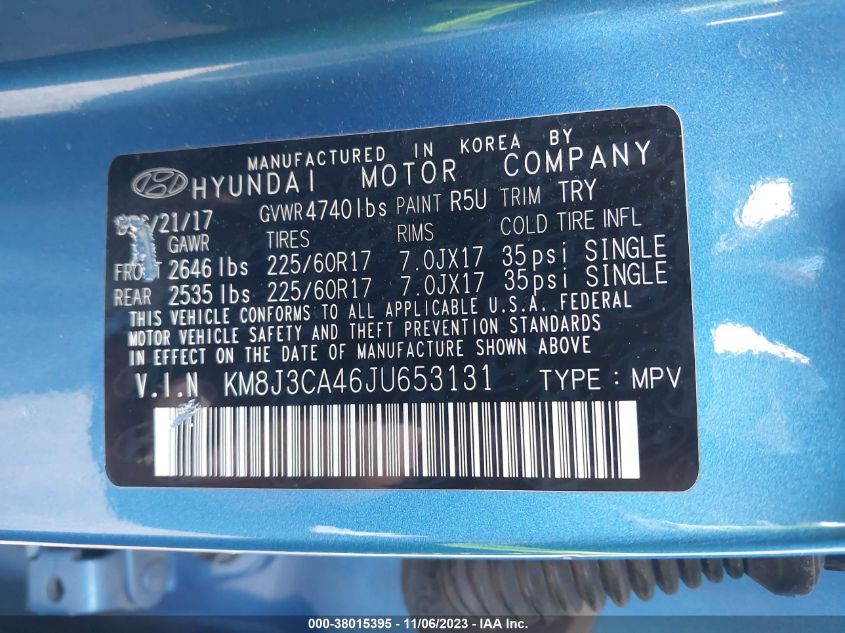 MANUFACTURED IN KOREA BY
HYUNDAI MOTOR COMPANY
/21/17 GVWR 4740 lbs PAINT R5U TRIM TRY
GAWR TIRES RIMS COLD TIRE INFL
FRONT 2646 lbs 225/60R17 7.0JX17 35psi SINGLE
REAR 2535 lbs 225/60R17 7.0JX17 35psi SINGLE
THIS VEHICLE CONFORMS TO ALL APPLICABLE U.S.A. FEDERAL
MOTOR VEHICLE SAFETY AND THEFT PREVENTION STANDARDS
IN EFFECT ON THE DATE OF MANUFACTURE SHOWN ABOVE
V.I.N KM8J3CA46JU653131 TYPE : MPV
000-38015395 - 11/06/2023 - IAA Inc.